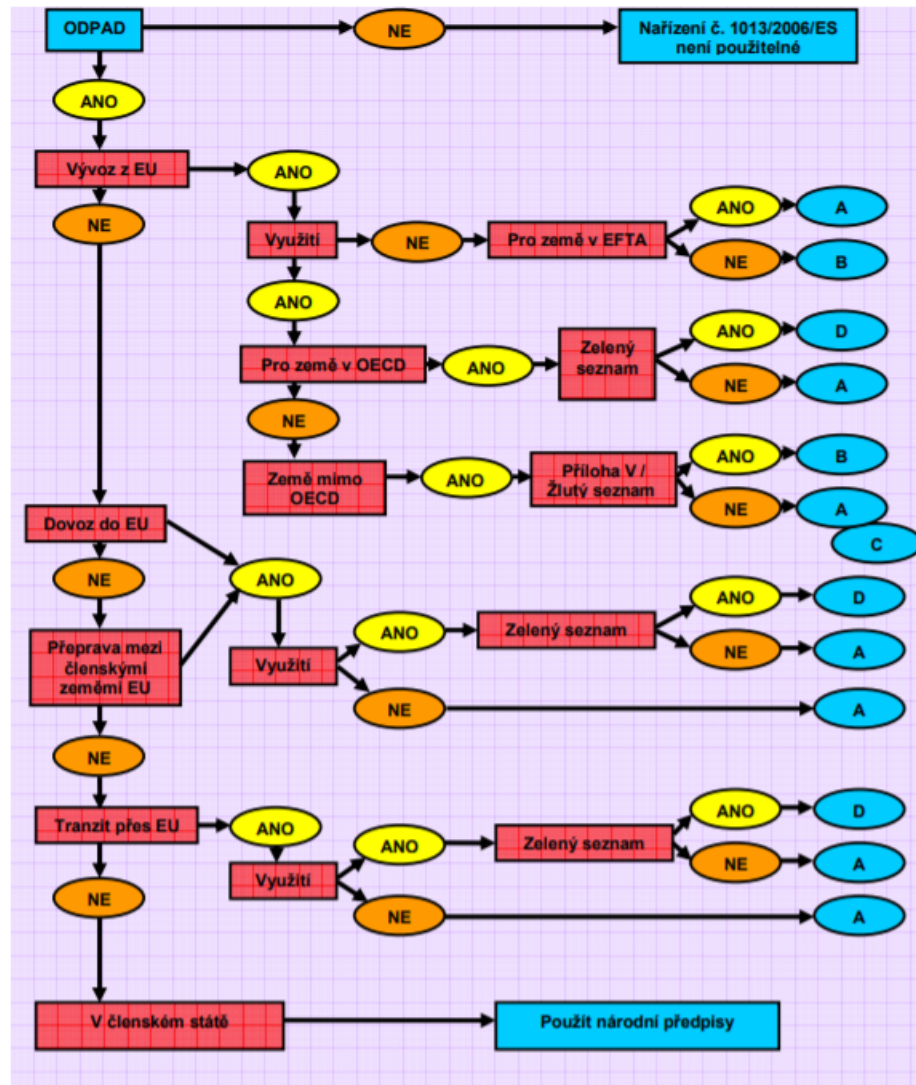 ODPAD
NE
Nařízení č. 1013/2006/ES
není použitelné
ANO
Vývoz z EU
ANO
NE
Využití
NE
Pro země v EFTA
ANO
A
NE
B
ANO
Pro země v OECD
ANO
Zelený
seznam
ANO
D
NE
A
NE
Země mimo
OECD
ANO
Příloha V /
Žlutý seznam
ANO
B
NE
A
C
Dovoz do EU
NE
ANO
Přeprava mezi
členskými
zeměmi EU
Využití
ANO
Zelený seznam
ANO
D
NE
A
NE
A
NE
Tranzit přes EU
ANO
Využití
ANO
Zelený seznam
ANO
D
NE
A
NE
A
NE
V členském státě
Použít národní předpisy